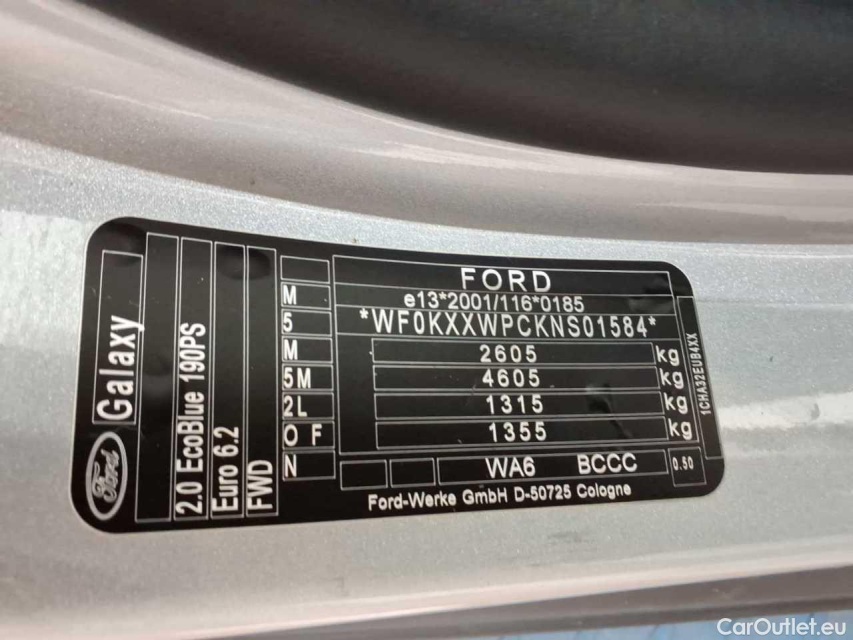 FORD
e13*2001/116*0185
*WF0KXXWPCKNS01584*
2605 kg
4605 kg
1315 kg
1355 kg
WA6 BCCC 0.50
Ford-Werke GmbH D-50725 Cologne
M
5
M
5M
2L
O F
N
Galaxy
2.0 EcoBlue 190PS
Euro 6.2
FWD
Ford
1CHA32EUB4XX
CarOutlet.eu